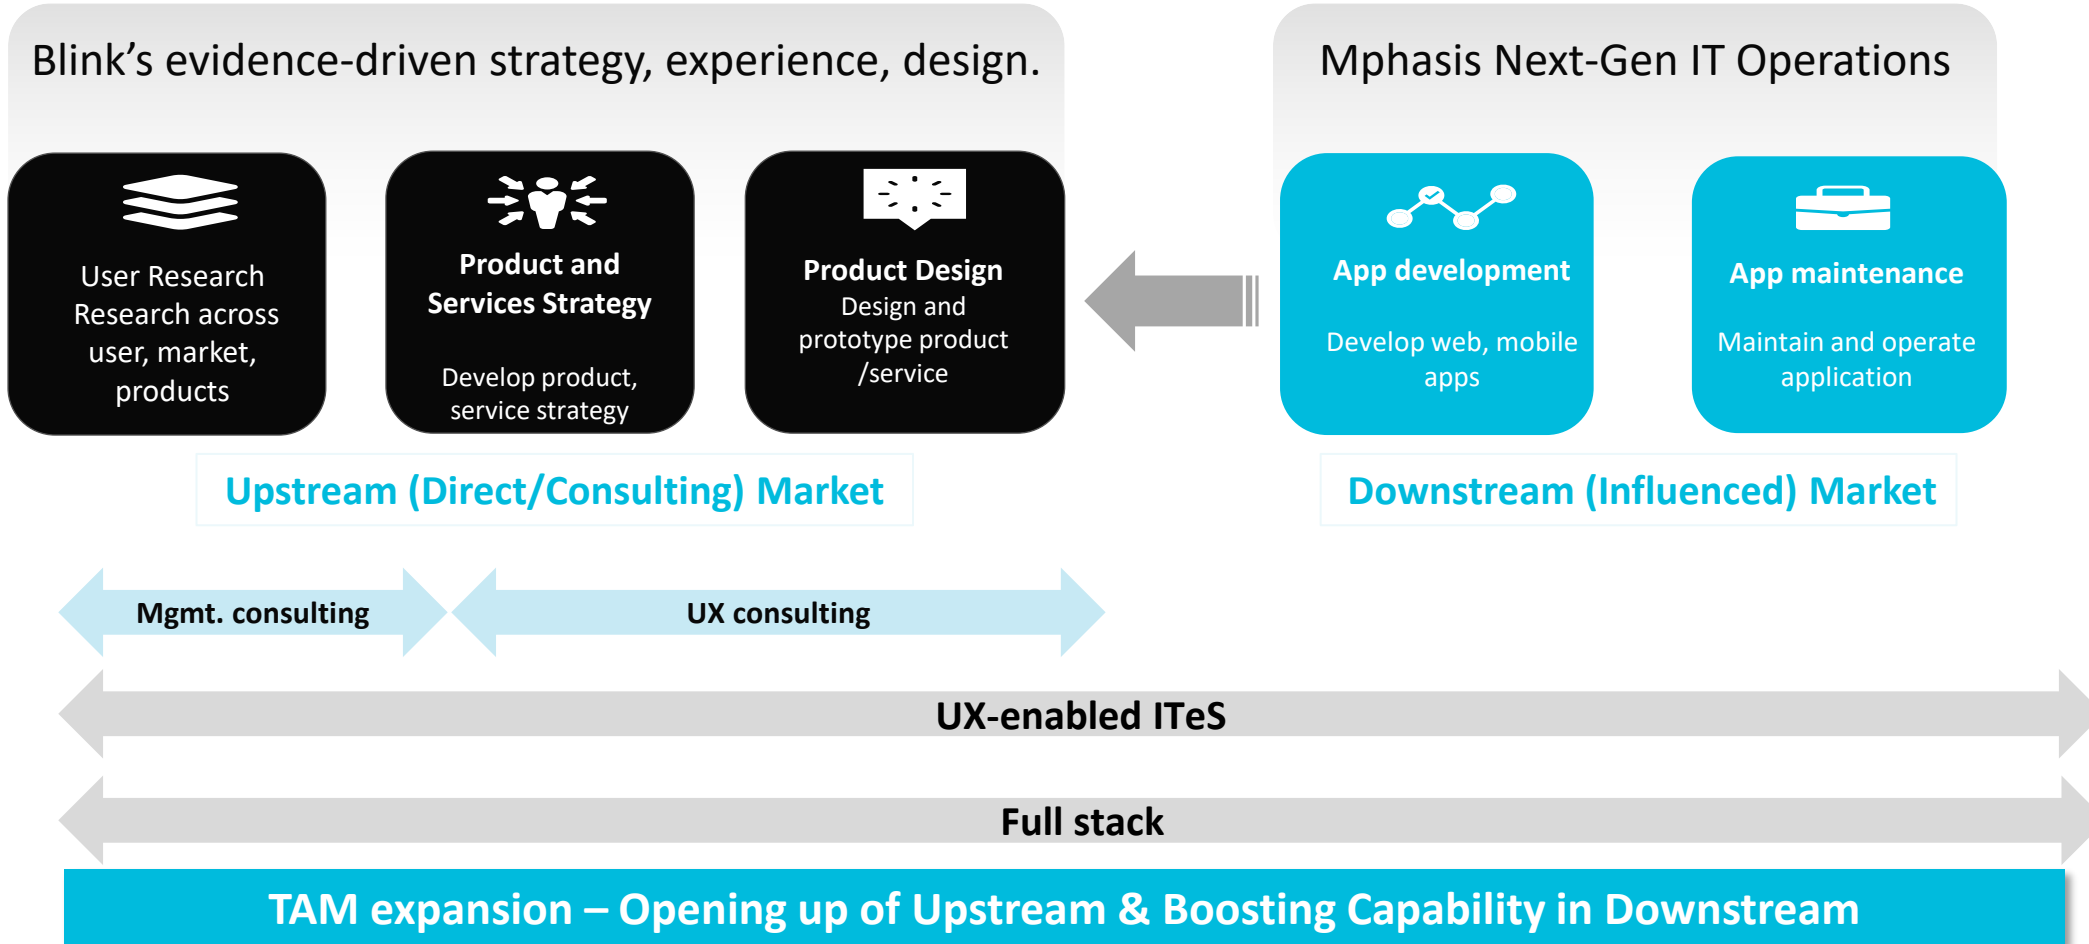 Blink's evidence-driven strategy, experience, design.
Mphasis Next-Gen IT Operations
User Research
Research across
user, market,
products
Product and
Services Strategy
Develop product,
service strategy
Product Design
Design and
prototype product
/service
App development
Develop web, mobile
apps
App maintenance
Maintain and operate
application
Upstream (Direct/Consulting) Market
Downstream (Influenced) Market
Mgmt. consulting
UX consulting
UX-enabled ITeS
Full stack
TAM expansion – Opening up of Upstream & Boosting Capability in Downstream